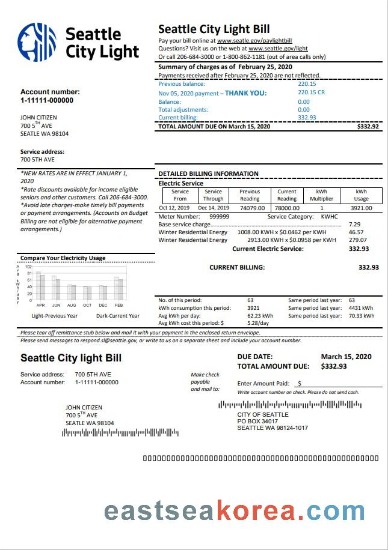 Seattle
City Light
Seattle City Light Bill
Pay your bill online at www.seattle.gov/paylightbill
Questions? Visit us on the web at www.seattle.gov/light
Or call 206-684-3000 or 1-800-862-1181 (out of area calls only)
Summary of charges as of February 25, 2020
Payments received after February 25, 2020 are not reflected.
Previous balance: 220.15
Nov 05, 2020 payment – THANK YOU: 220.15 CR
Balance: 0.00
Total adjustments: 0.00
Current billing: 332.93
TOTAL AMOUNT DUE ON March 15, 2020 $332.92
Account number:
1-11111-000000
JOHN CITIZEN
700 5TH AVE
SEATLE WA 98104
Service address:
700 5TH AVE
*NEW RATES ARE IN EFFECT JANUARY 1,
2020
*Rate discounts available for income eligible
seniors and other customers. Call 206-684-3000.
*Avoid late charges-make timely bill payments
or payment arrangements. (Accounts on Budget
Billing are not eligible for alternative payment
arrangements.)
DETAILED BILLING INFORMATION
Electric Service
Service From Service Through Previous Reading Current Reading kWh Multiplier kWh Usage
Oct 12, 2019 Dec 14, 2019 74079.00 78000.00 1 3921.00
Meter Number: 999999 Service Category: KWHC
Base service charge 7.29
Winter Residential Energy 1008.00 KWH x $0.0462 per KWH 46.57
Winter Residential Energy 2913.00 KWH x $0.0958 per KWH 279.07
Current Electric Service: 332.93
CURRENT BILLING: 332.93
Compare Your Electricity Usage
APR JUN AUG OCT DEC FEB
Light-Previous Year Dark-Current Year
No. of this period: 63 Same period last year: 63
kWh consumption this period: 3921 Same period last year: 4431 kWh
Avg kWh per day: 62.23 kWh Same period last year: 70.33 kWh
Avg kWh cost this period: $ 5.28/day
Please tear off remittance stub below and mail it with your payment in the enclosed return envelope.
Please send messages to respond at sl@seattle.gov, or write to us on a separate sheet and include your account number.
Seattle City light Bill
Service address: 700 5TH AVE
Account number: 1-11111-000000
Make check
payable
and mail to:
DUE DATE: March 15, 2020
TOTAL AMOUNT DUE: $332.93
Enter Amount Paid: $
Write account number on check. Please do not send cash.
JOHN CITIZEN
700 5TH AVE
SEATLE WA 98104
CITY OF SEATTLE
PO BOX 34017
SEATTLE WA 98124-1017
eastseakorea.com